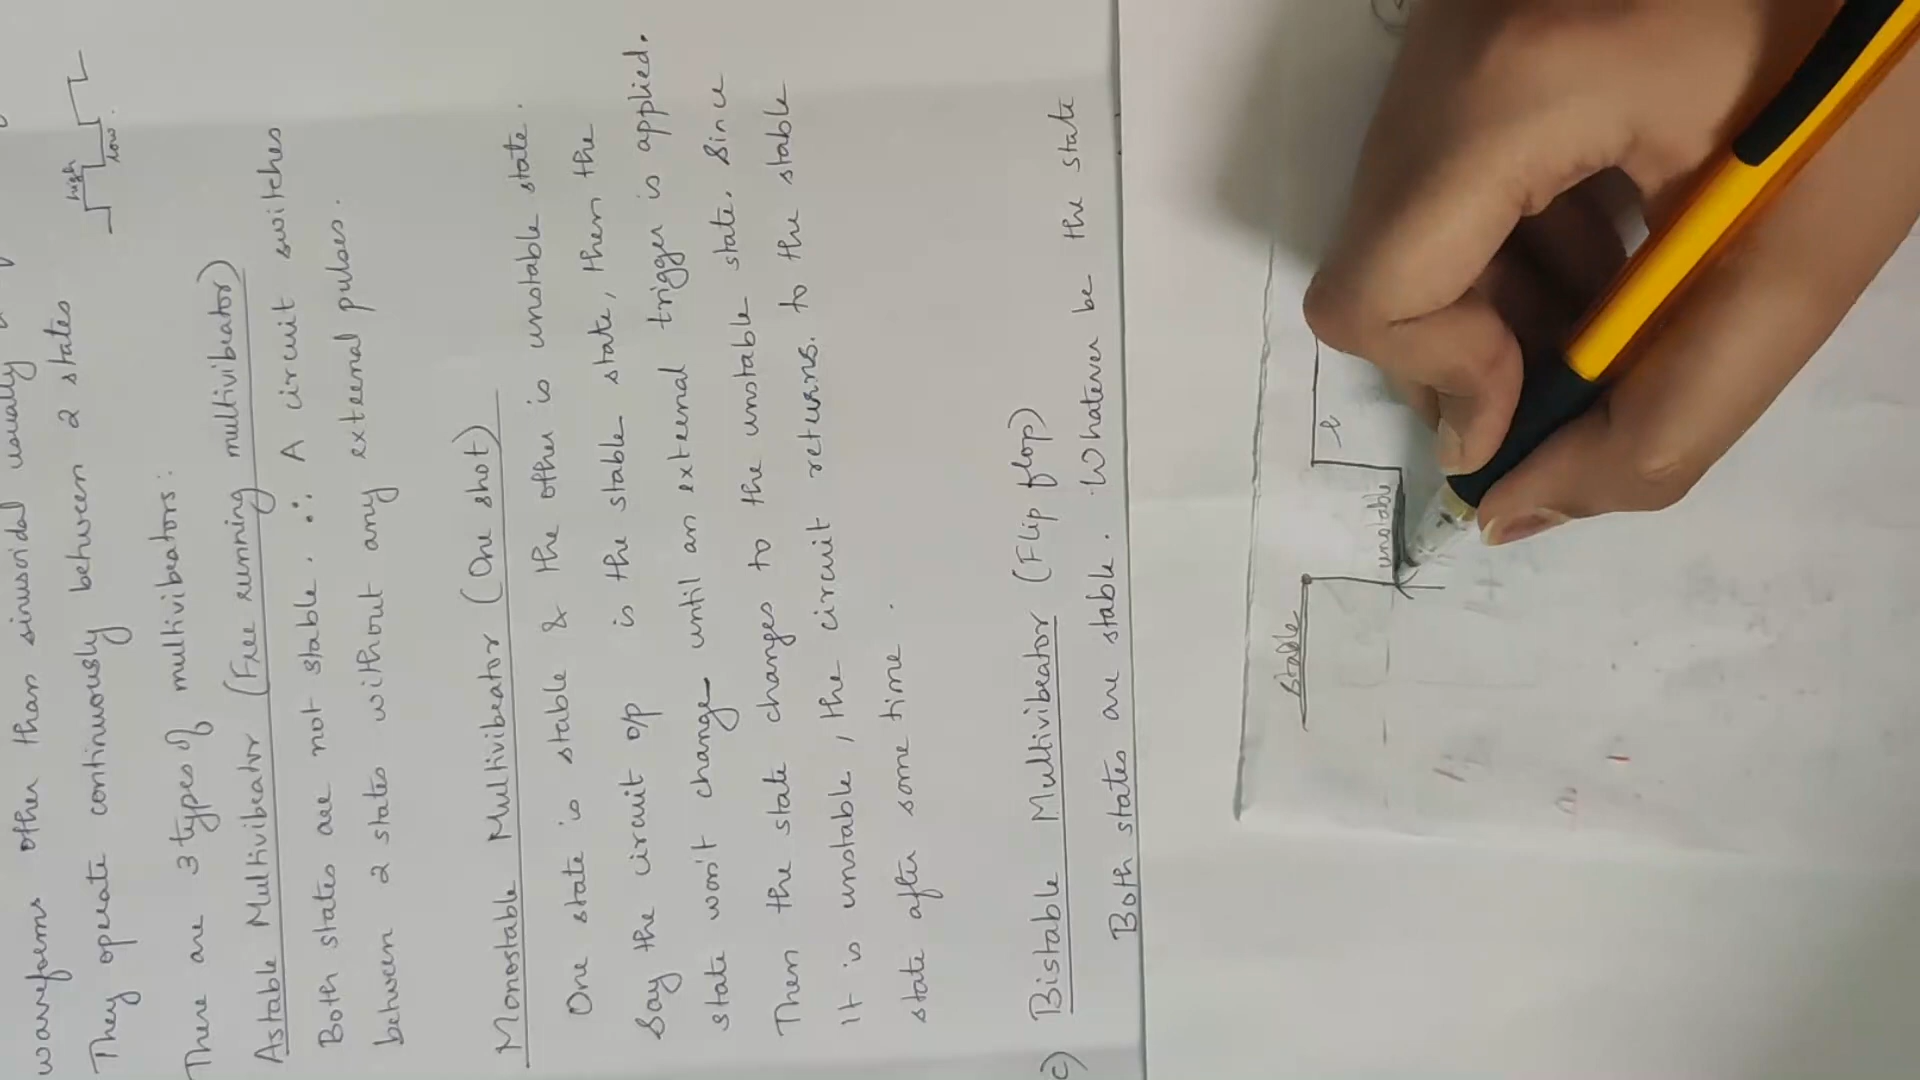 waveforms other than sinusoidal usually
They operate continuously between 2 states
high
low.
There are 3 types of multivibrators:
Astable Multivibrator (Free running multivibrator)
Both states are not stable. ∴ A circuit switches
between 2 states without any external pulses.
Monostable Multivibrator (One shot)
One state is stable & the other is unstable state.
Say the circuit o/p is the stable state, then the
state won't change until an external trigger is applied.
Then the state changes to the unstable state. Since
It is unstable, the circuit returns. to the stable
state after some time.
c) Bistable Multivibrator (Flip flop)
Both states are stable. Whatever be the state
Stable
unstable